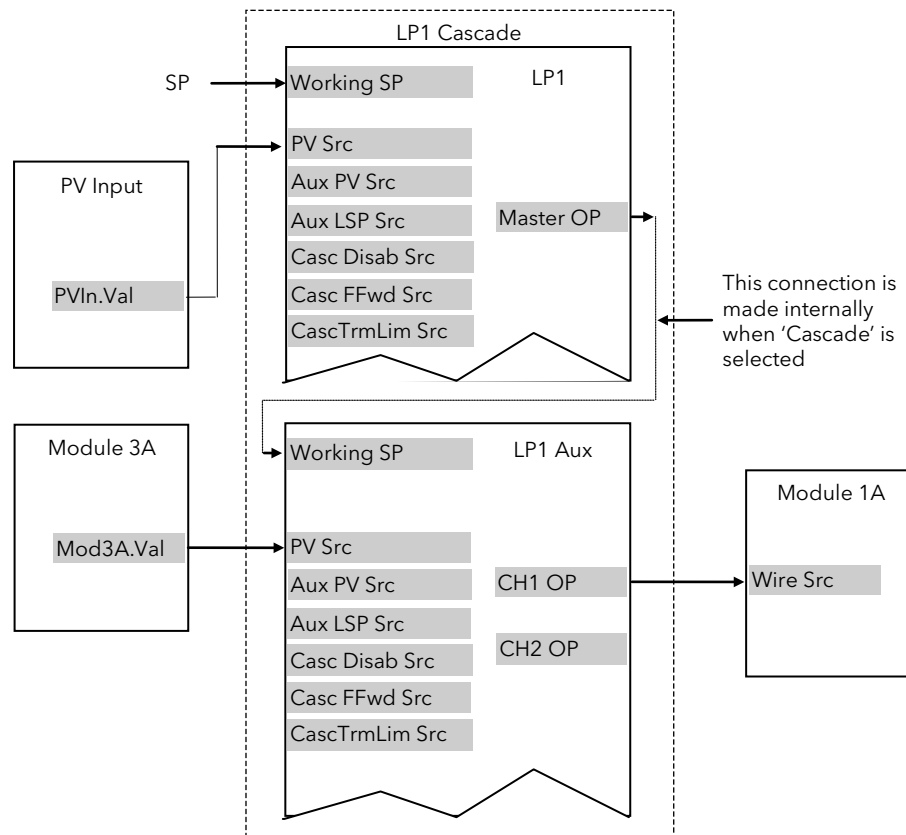 LP1 Cascade
SP
Working SP
LP1
PV Src
Aux PV Src
Aux LSP Src
Master OP
Casc Disab Src
Casc FFwd Src
CascTrmLim Src
PV Input
PVIn.Val
This connection is
made internally
when ‘Cascade’ is
selected
Module 3A
Mod3A.Val
Working SP
LP1 Aux
PV Src
Aux PV Src
CH1 OP
Aux LSP Src
CH2 OP
Casc Disab Src
Casc FFwd Src
CascTrmLim Src
Module 1A
Wire Src